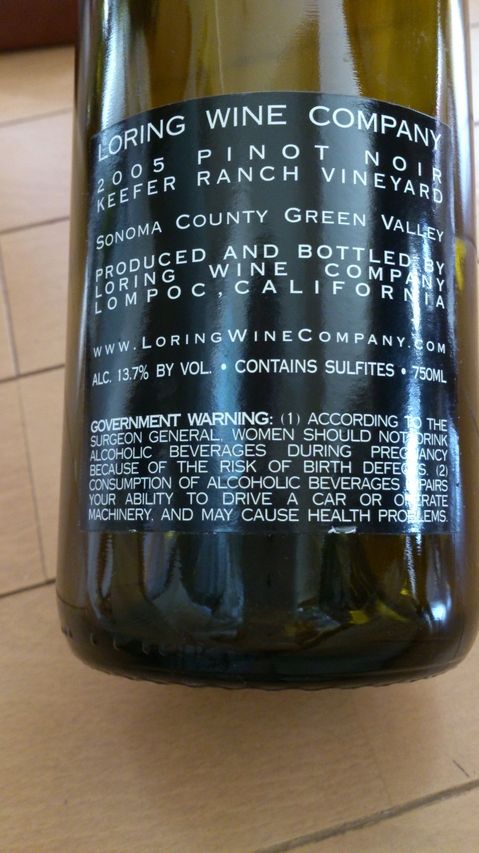 LORING WINE COMPANY
2005 PINOT NOIR
KEEFER RANCH VINEYARD
SONOMA COUNTY GREEN VALLEY
PRODUCED AND BOTTLED BY
LORING WINE COMPANY
LOMPOC, CALIFORNIA
WWW.LORINGWINECOMPANY.COM
ALC. 13.7% BY VOL. • CONTAINS SULFITES • 750ML
GOVERNMENT WARNING: (1) ACCORDING TO THE
SURGEON GENERAL, WOMEN SHOULD NOT DRINK
ALCOHOLIC BEVERAGES DURING PREGNANCY
BECAUSE OF THE RISK OF BIRTH DEFECTS. (2)
CONSUMPTION OF ALCOHOLIC BEVERAGES IMPAIRS
YOUR ABILITY TO DRIVE A CAR OR OPERATE
MACHINERY, AND MAY CAUSE HEALTH PROBLEMS.